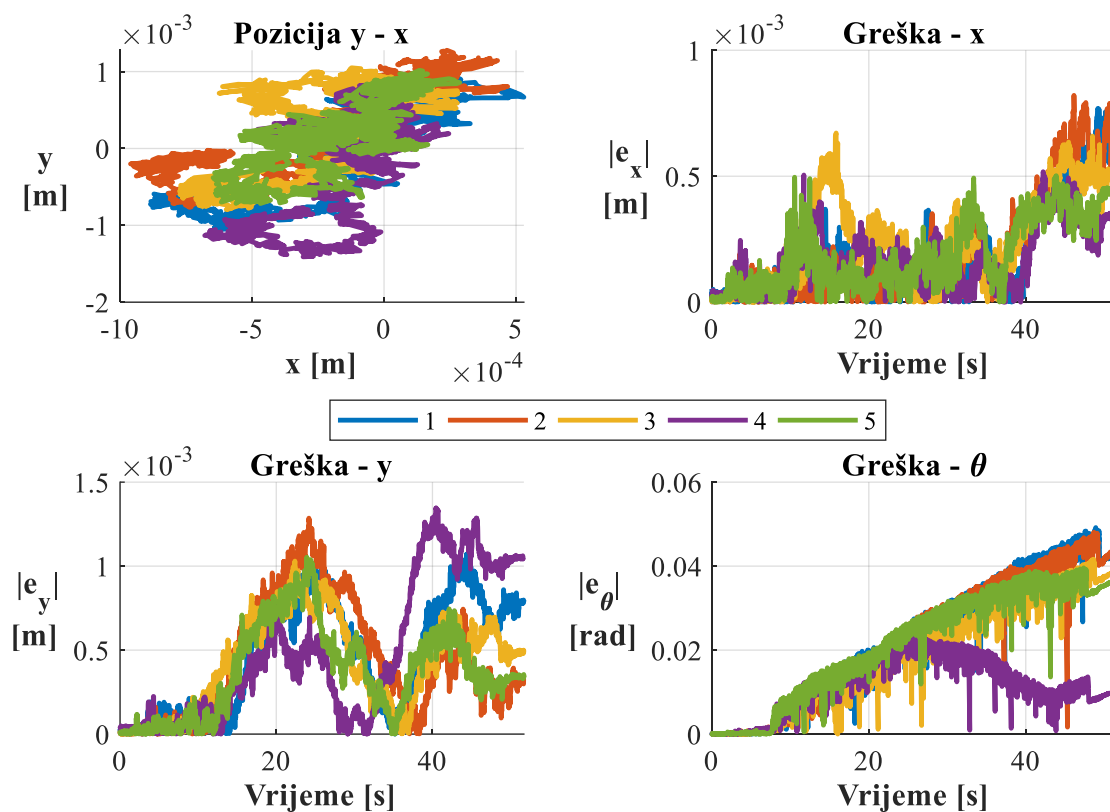 ×10⁻³
Pozicija y - x
1
0
-1
-2
y
[m]
-10
-5
0
5
x [m]
×10⁻⁴
×10⁻³
Greška - x
1
0.5
0
|eₓ|
[m]
0
20
40
Vrijeme [s]
1
2
3
4
5
×10⁻³
Greška - y
1.5
1
0.5
0
|e_y|
[m]
0
20
40
Vrijeme [s]
Greška - θ
0.06
0.04
0.02
0
|e_θ|
[rad]
0
20
40
Vrijeme [s]